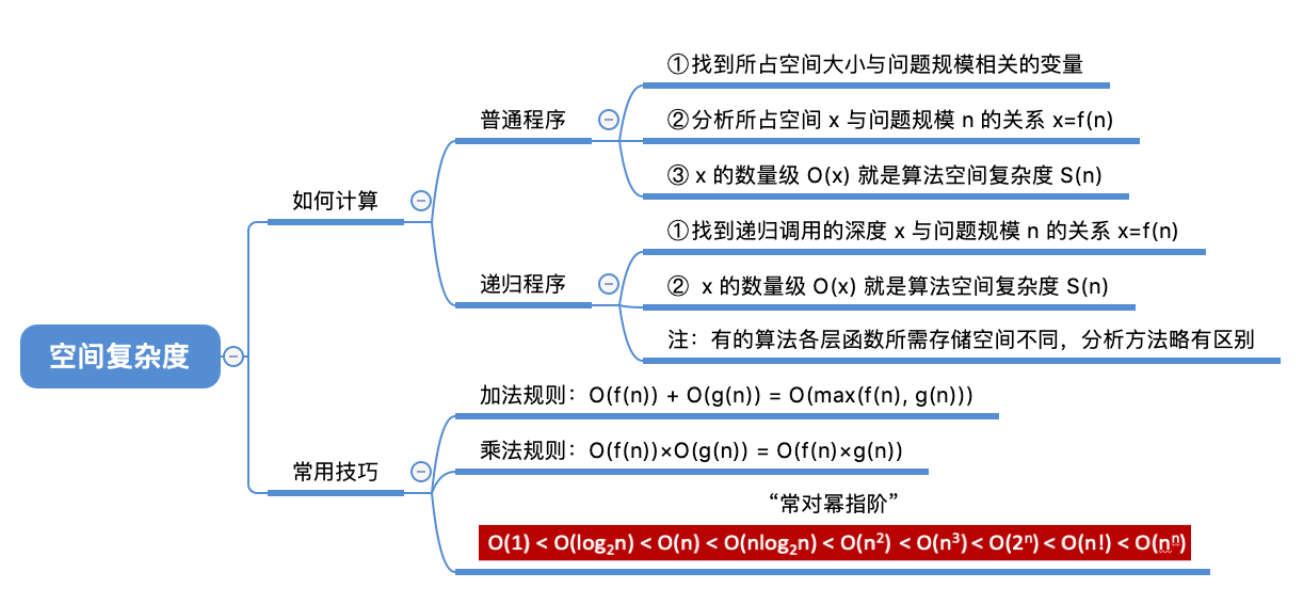 空间复杂度
如何计算
普通程序
①找到所占空间大小与问题规模相关的变量
②分析所占空间 x 与问题规模 n 的关系 x=f(n)
③ x 的数量级 O(x) 就是算法空间复杂度 S(n)
递归程序
①找到递归调用的深度 x 与问题规模 n 的关系 x=f(n)
② x 的数量级 O(x) 就是算法空间复杂度 S(n)
注：有的算法各层函数所需存储空间不同，分析方法略有区别
常用技巧
加法规则：O(f(n)) + O(g(n)) = O(max(f(n), g(n)))
乘法规则：O(f(n))×O(g(n)) = O(f(n)×g(n))
“常对幂指阶”
O(1) < O(log₂n) < O(n) < O(nlog₂n) < O(n²) < O(n³) < O(2ⁿ) < O(n!) < O(nⁿ)